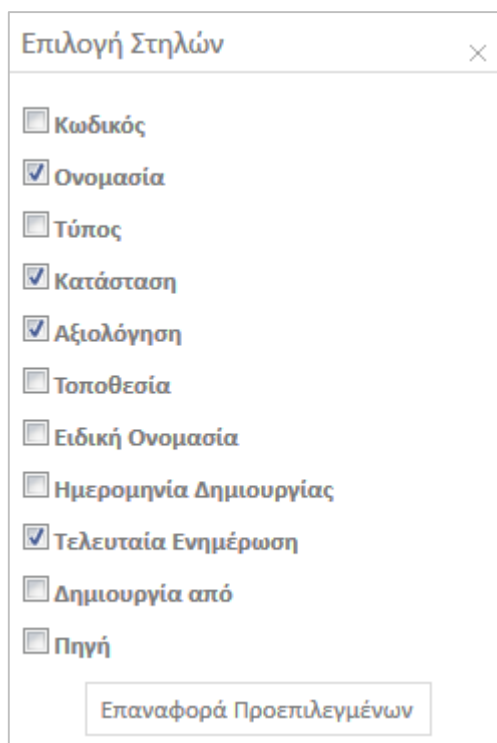 Επιλογή Στηλών
Κωδικός
Ονομασία
Τύπος
Κατάσταση
Αξιολόγηση
Τοποθεσία
Ειδική Ονομασία
Ημερομηνία Δημιουργίας
Τελευταία Ενημέρωση
Δημιουργία από
Πηγή
Επαναφορά Προεπιλεγμένων